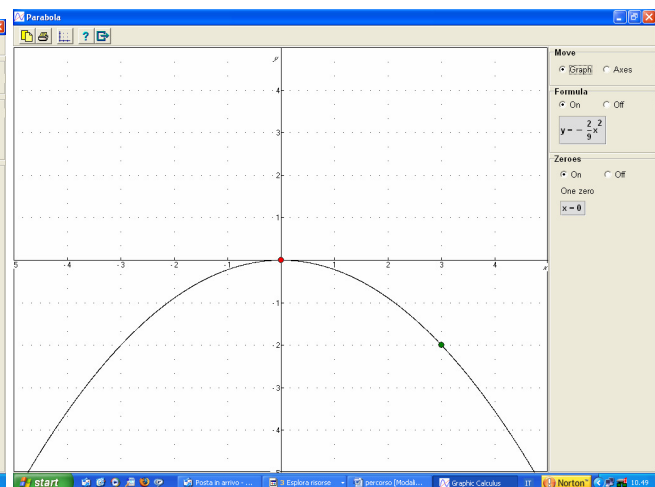 Parabola
Move
Graph Axes
Formula
On Off
y = - 2/9 x²
Zeroes
On Off
One zero
x = 0
y
4
3
2
1
5 -4 -3 -2 -1 1 2 3 4 x
-1
-2
-3
-4
start Posta in arrivo - ... 3 Esplora risorse percorso [Modali... Graphic Calculus IT Norton 10.49